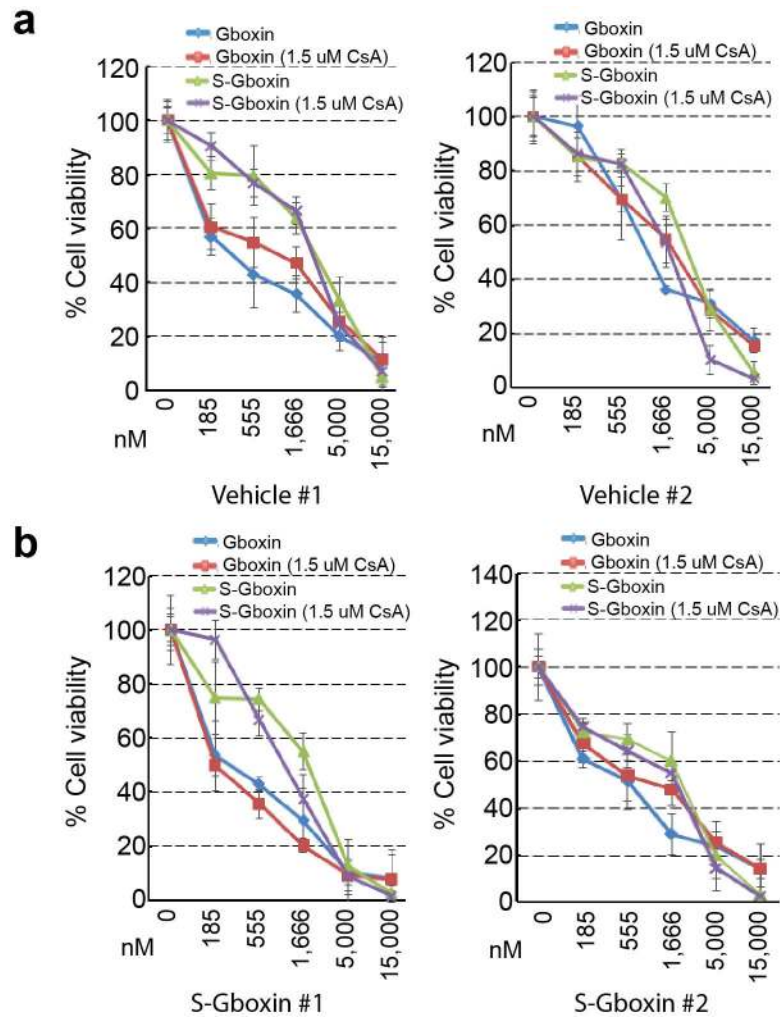 a
Gboxin
Gboxin (1.5 uM CsA)
S-Gboxin
S-Gboxin (1.5 uM CsA)
% Cell viability
120
100
80
60
40
20
0
nM
0
185
555
1,666
5,000
15,000
Vehicle #1
Gboxin
Gboxin (1.5 uM CsA)
S-Gboxin
S-Gboxin (1.5 uM CsA)
% Cell viability
120
100
80
60
40
20
0
nM
0
185
555
1,666
5,000
15,000
Vehicle #2
b
Gboxin
Gboxin (1.5 uM CsA)
S-Gboxin
S-Gboxin (1.5 uM CsA)
% Cell viability
120
100
80
60
40
20
0
nM
0
185
555
1,666
5,000
15,000
S-Gboxin #1
Gboxin
Gboxin (1.5 uM CsA)
S-Gboxin
S-Gboxin (1.5 uM CsA)
% Cell viability
140
120
100
80
60
40
20
0
nM
0
185
555
1,666
5,000
15,000
S-Gboxin #2